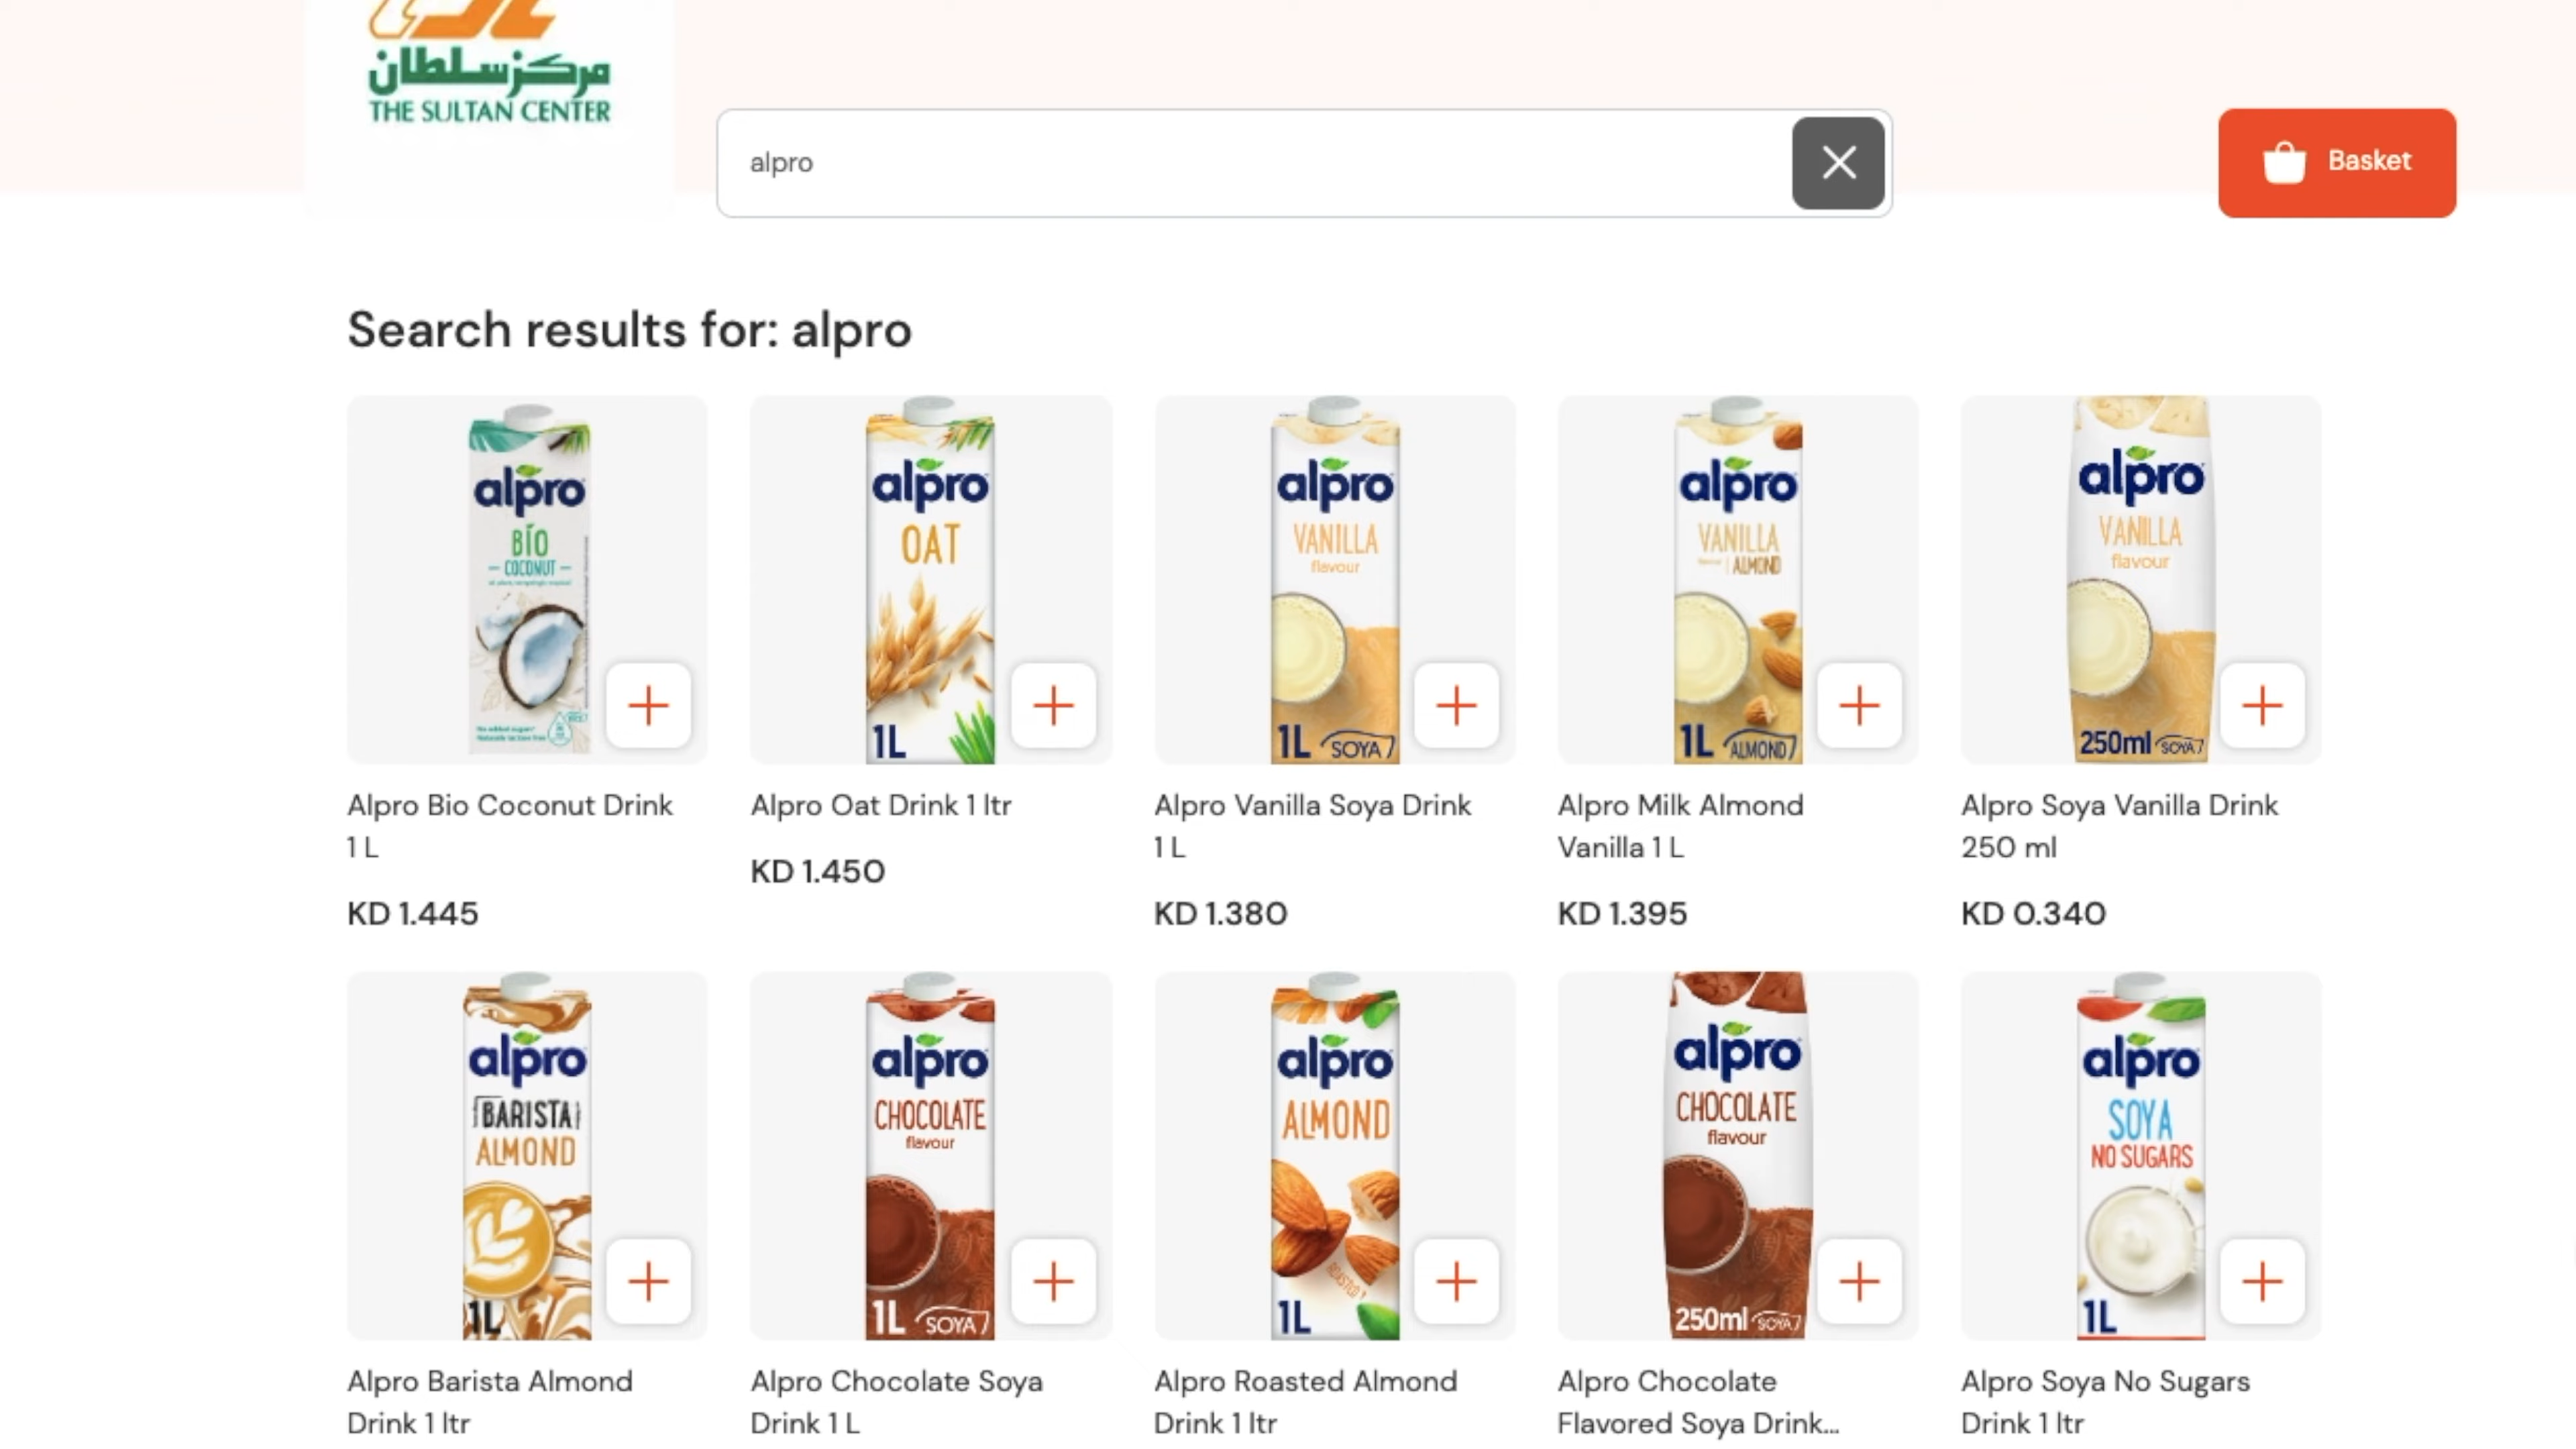 مركز سلطان
THE SULTAN CENTER
alpro
Basket
Search results for: alpro
alpro
BIO
COCONUT
alpro
OAT
1L
alpro
VANILLA
flavour
1L SOYA
alpro
VANILLA
ALMOND
1L ALMOND
alpro
VANILLA
flavour
250ml SOYA
Alpro Bio Coconut Drink
1 L
KD 1.445
Alpro Oat Drink 1 ltr
KD 1.450
Alpro Vanilla Soya Drink
1 L
KD 1.380
Alpro Milk Almond
Vanilla 1 L
KD 1.395
Alpro Soya Vanilla Drink
250 ml
KD 0.340
alpro
BARISTA
ALMOND
1L
alpro
CHOCOLATE
flavour
1L SOYA
alpro
ALMOND
ROASTED
1L
alpro
CHOCOLATE
flavour
250ml SOYA
alpro
SOYA
NO SUGARS
1L
Alpro Barista Almond
Drink 1 ltr
Alpro Chocolate Soya
Drink 1 L
Alpro Roasted Almond
Drink 1 ltr
Alpro Chocolate
Flavored Soya Drink...
Alpro Soya No Sugars
Drink 1 ltr